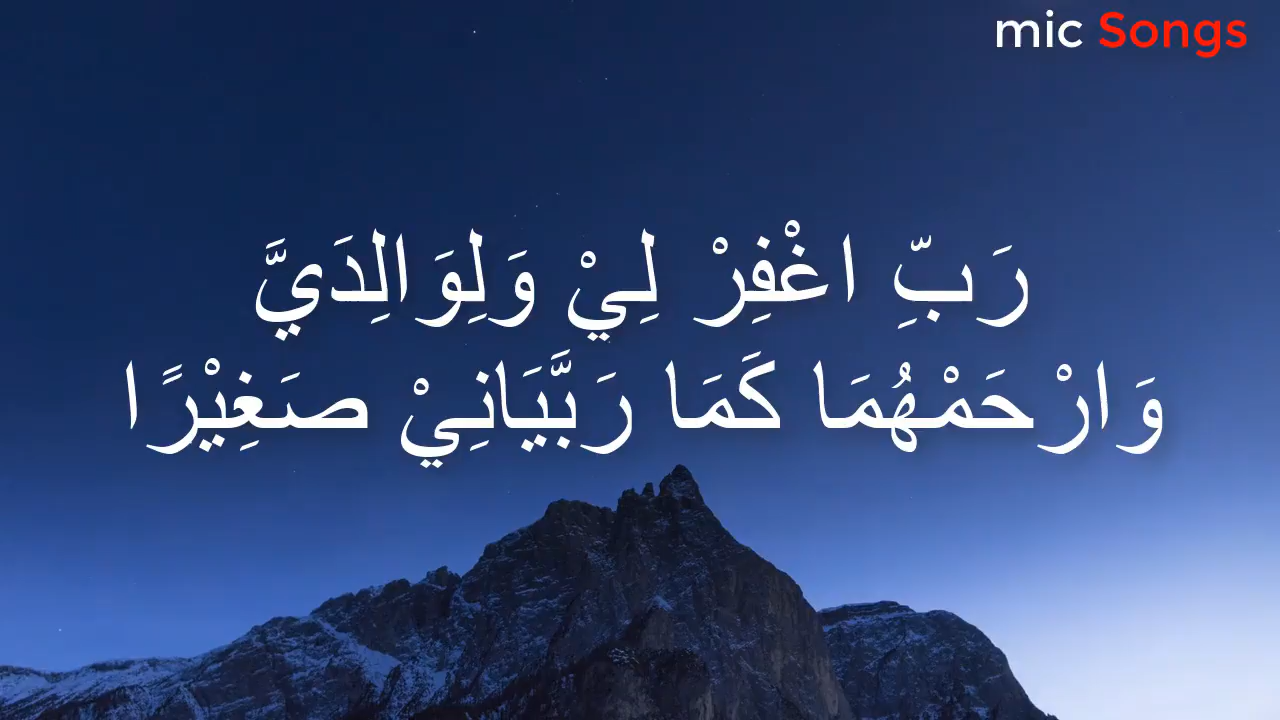 mic Songs
رَبِّ اغْفِرْ لِيْ وَلِوَالِدَيَّ
وَارْحَمْهُمَا كَمَا رَبَّيَانِيْ صَغِيْرًا